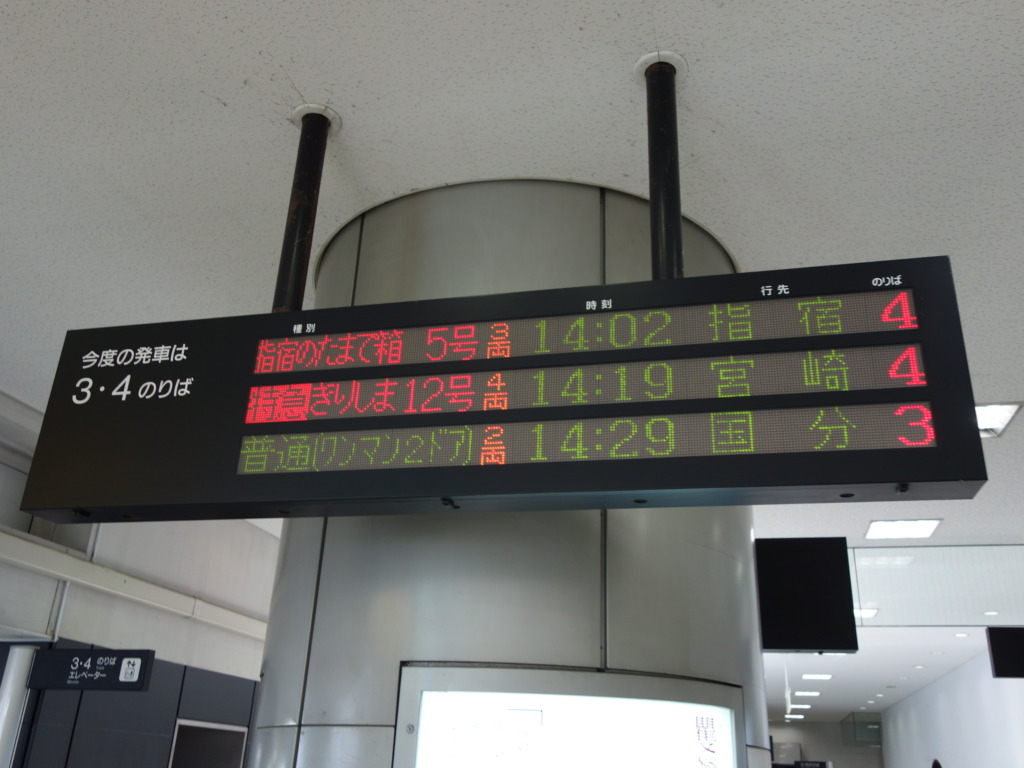 種別 時刻 行先 のりば
今度の発車は
3・4 のりば
指宿のたまて箱 5号 3両 14:02 指宿 4
特急きりしま12号 4両 14:19 宮崎 4
普通(ワンマン2ドア) 2両 14:29 国分 3
3・4 のりば
エレベーター